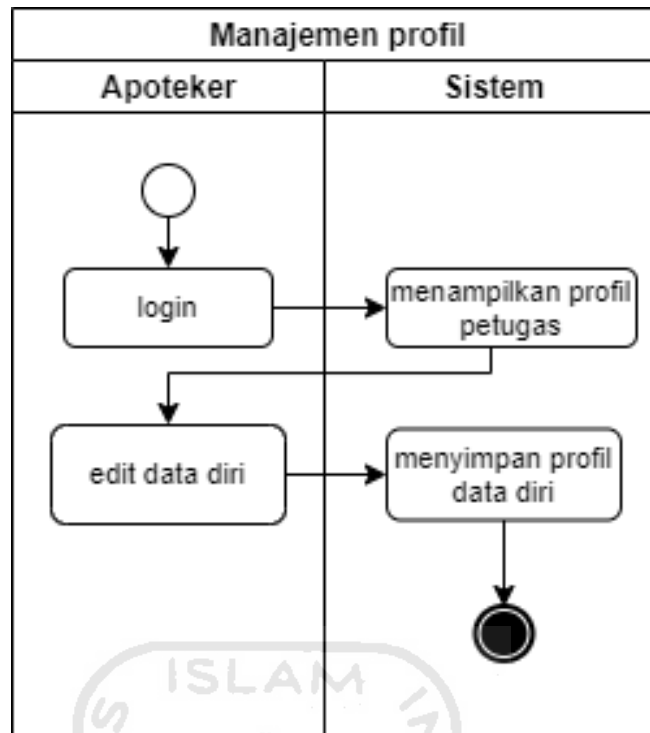 Manajemen profil
Apoteker
Sistem
login
menampilkan profil
petugas
edit data diri
menyimpan profil
data diri
ISLAM